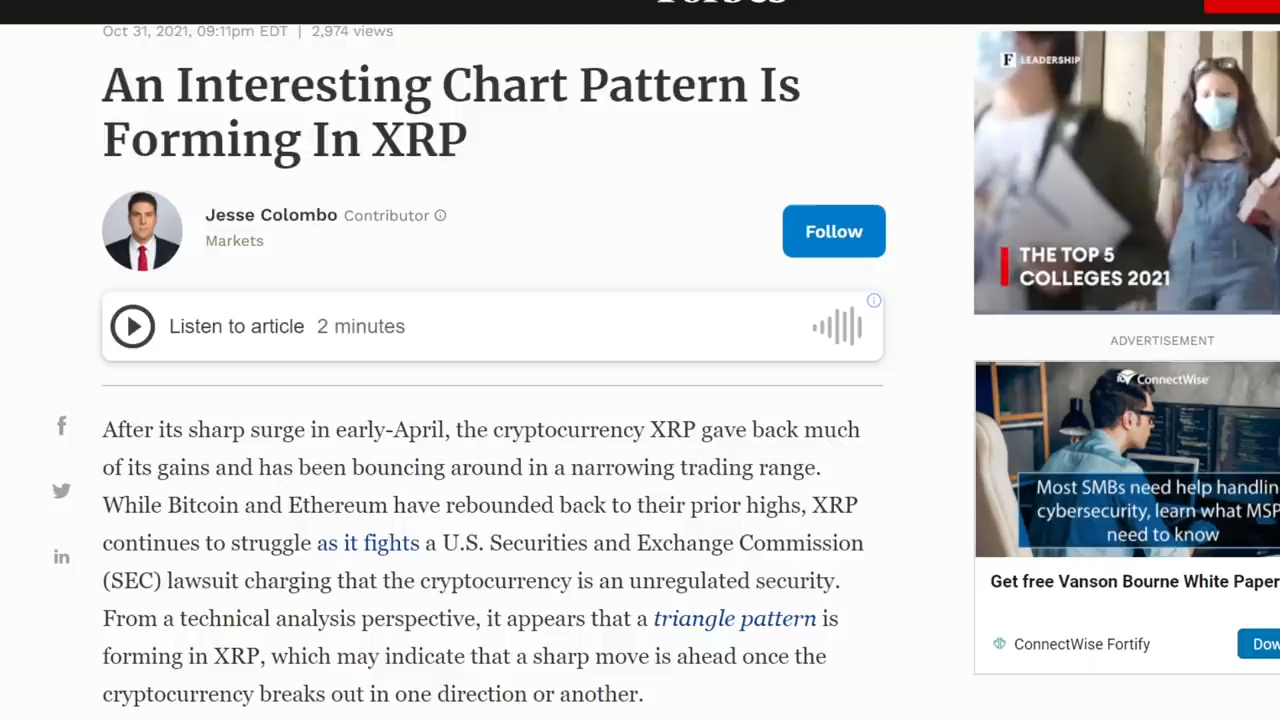 Forbes
Oct 31, 2021, 09:11pm EDT | 2,974 views
An Interesting Chart Pattern Is
Forming In XRP
Jesse Colombo Contributor
Markets
Follow
Listen to article 2 minutes
After its sharp surge in early-April, the cryptocurrency XRP gave back much
of its gains and has been bouncing around in a narrowing trading range.
While Bitcoin and Ethereum have rebounded back to their prior highs, XRP
continues to struggle as it fights a U.S. Securities and Exchange Commission
(SEC) lawsuit charging that the cryptocurrency is an unregulated security.
From a technical analysis perspective, it appears that a triangle pattern is
forming in XRP, which may indicate that a sharp move is ahead once the
cryptocurrency breaks out in one direction or another.
F LEADERSHIP
THE TOP 5
COLLEGES 2021
ADVERTISEMENT
ConnectWise
Most SMBs need help handlin
cybersecurity, learn what MSP
need to know
Get free Vanson Bourne White Paper
ConnectWise Fortify
Dow